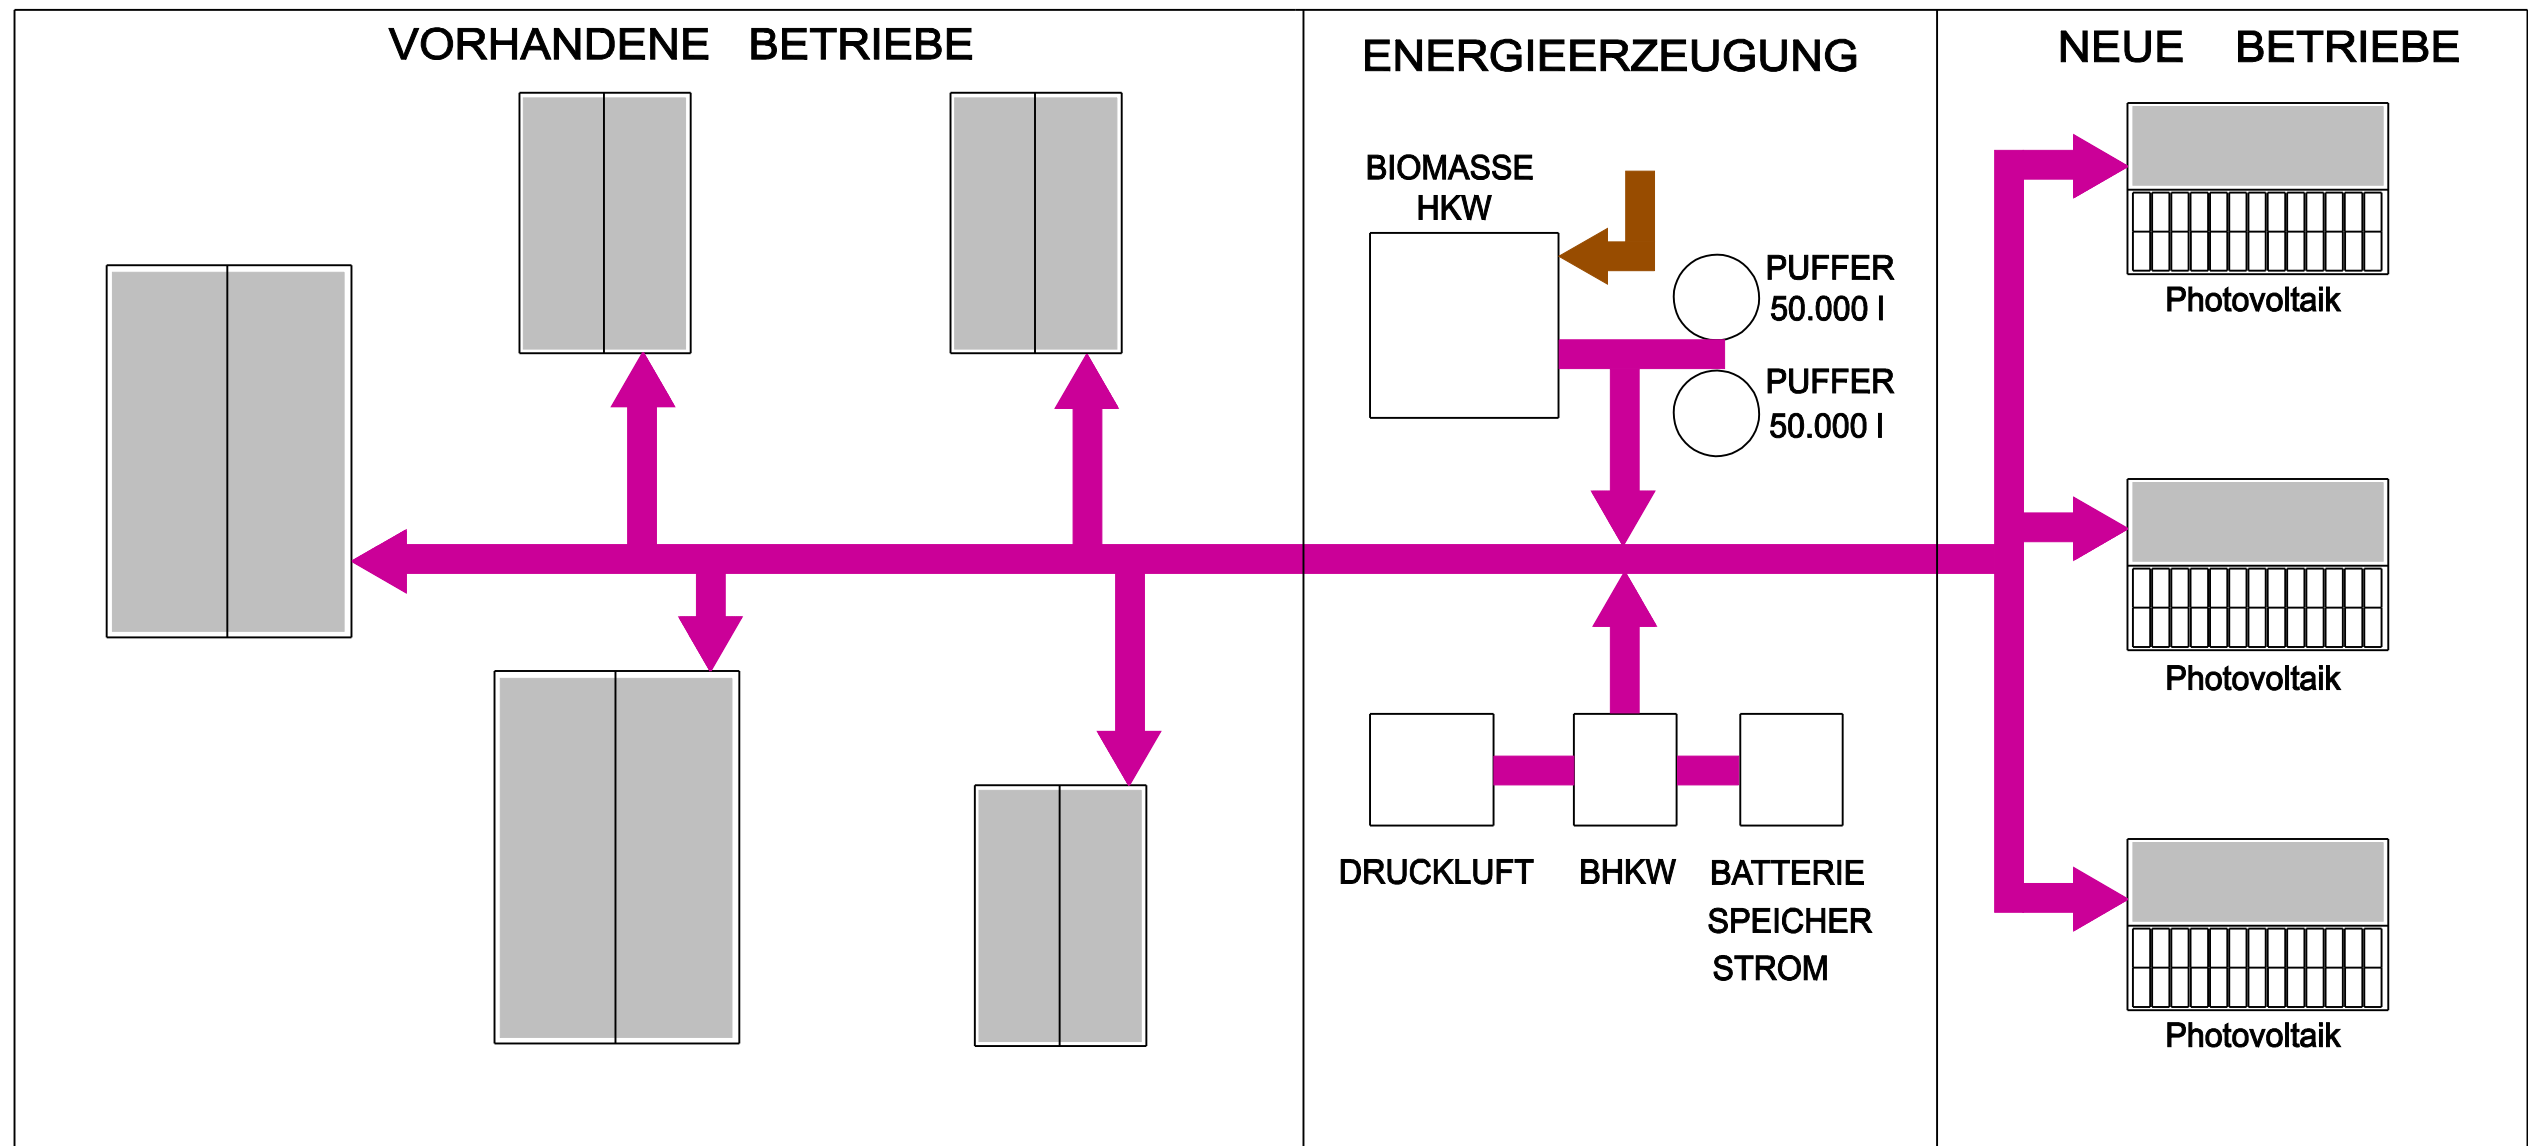 VORHANDENE BETRIEBE
ENERGIEERZEUGUNG
NEUE BETRIEBE
BIOMASSE
HKW
PUFFER
50.000 l
PUFFER
50.000 l
DRUCKLUFT
BHKW
BATTERIE
SPEICHER
STROM
Photovoltaik
Photovoltaik
Photovoltaik